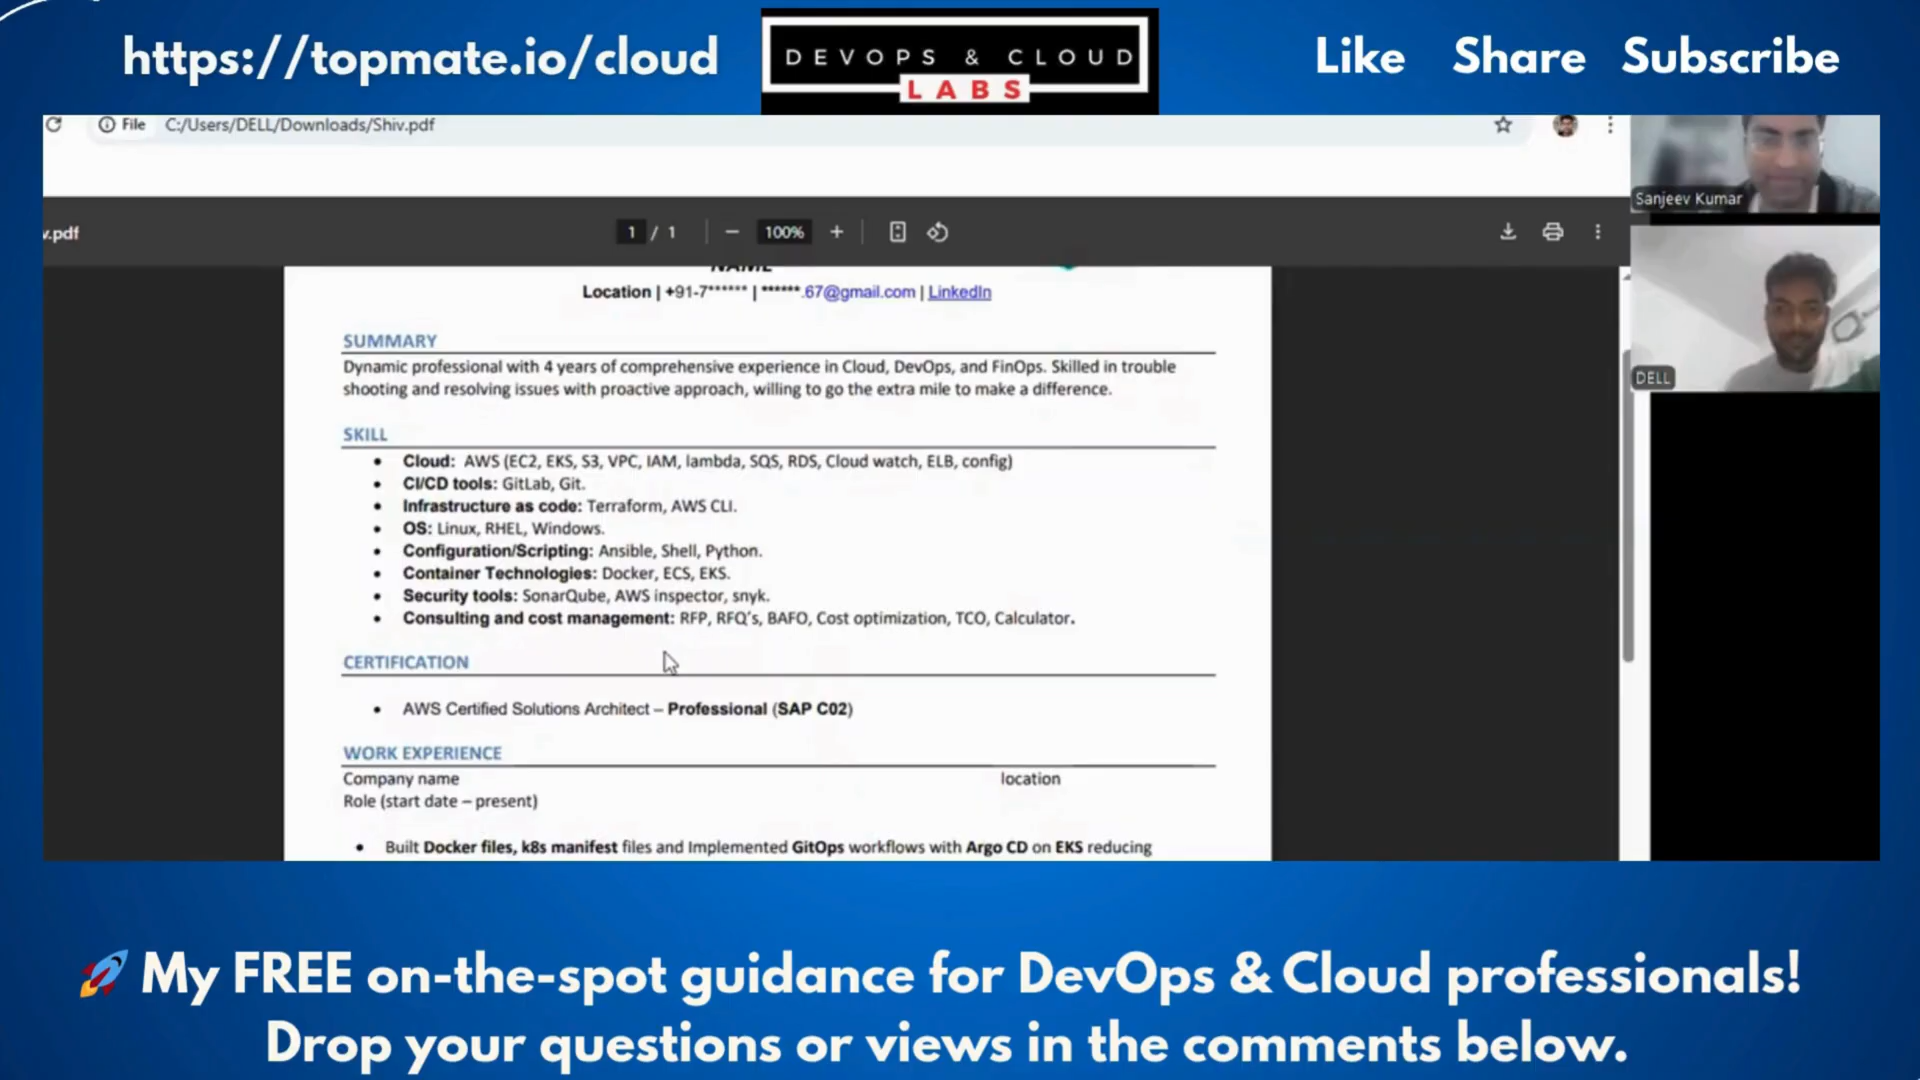 https://topmate.io/cloud
DEVOPS & CLOUD
LABS
Like Share Subscribe
File C:/Users/DELL/Downloads/Shiv.pdf
Sanjeev Kumar
v.pdf
1 / 1
100%
NAME
Location | +91-7****** | ******.67@gmail.com | LinkedIn
DELL
SUMMARY
Dynamic professional with 4 years of comprehensive experience in Cloud, DevOps, and FinOps. Skilled in trouble
shooting and resolving issues with proactive approach, willing to go the extra mile to make a difference.
SKILL
• Cloud: AWS (EC2, EKS, S3, VPC, IAM, lambda, SQS, RDS, Cloud watch, ELB, config)
• CI/CD tools: GitLab, Git.
• Infrastructure as code: Terraform, AWS CLI.
• OS: Linux, RHEL, Windows.
• Configuration/Scripting: Ansible, Shell, Python.
• Container Technologies: Docker, ECS, EKS.
• Security tools: SonarQube, AWS inspector, snyk.
• Consulting and cost management: RFP, RFQ's, BAFO, Cost optimization, TCO, Calculator.
CERTIFICATION
• AWS Certified Solutions Architect – Professional (SAP C02)
WORK EXPERIENCE
Company name location
Role (start date – present)
• Built Docker files, k8s manifest files and Implemented GitOps workflows with Argo CD on EKS reducing
🚀 My FREE on-the-spot guidance for DevOps & Cloud professionals!
Drop your questions or views in the comments below.